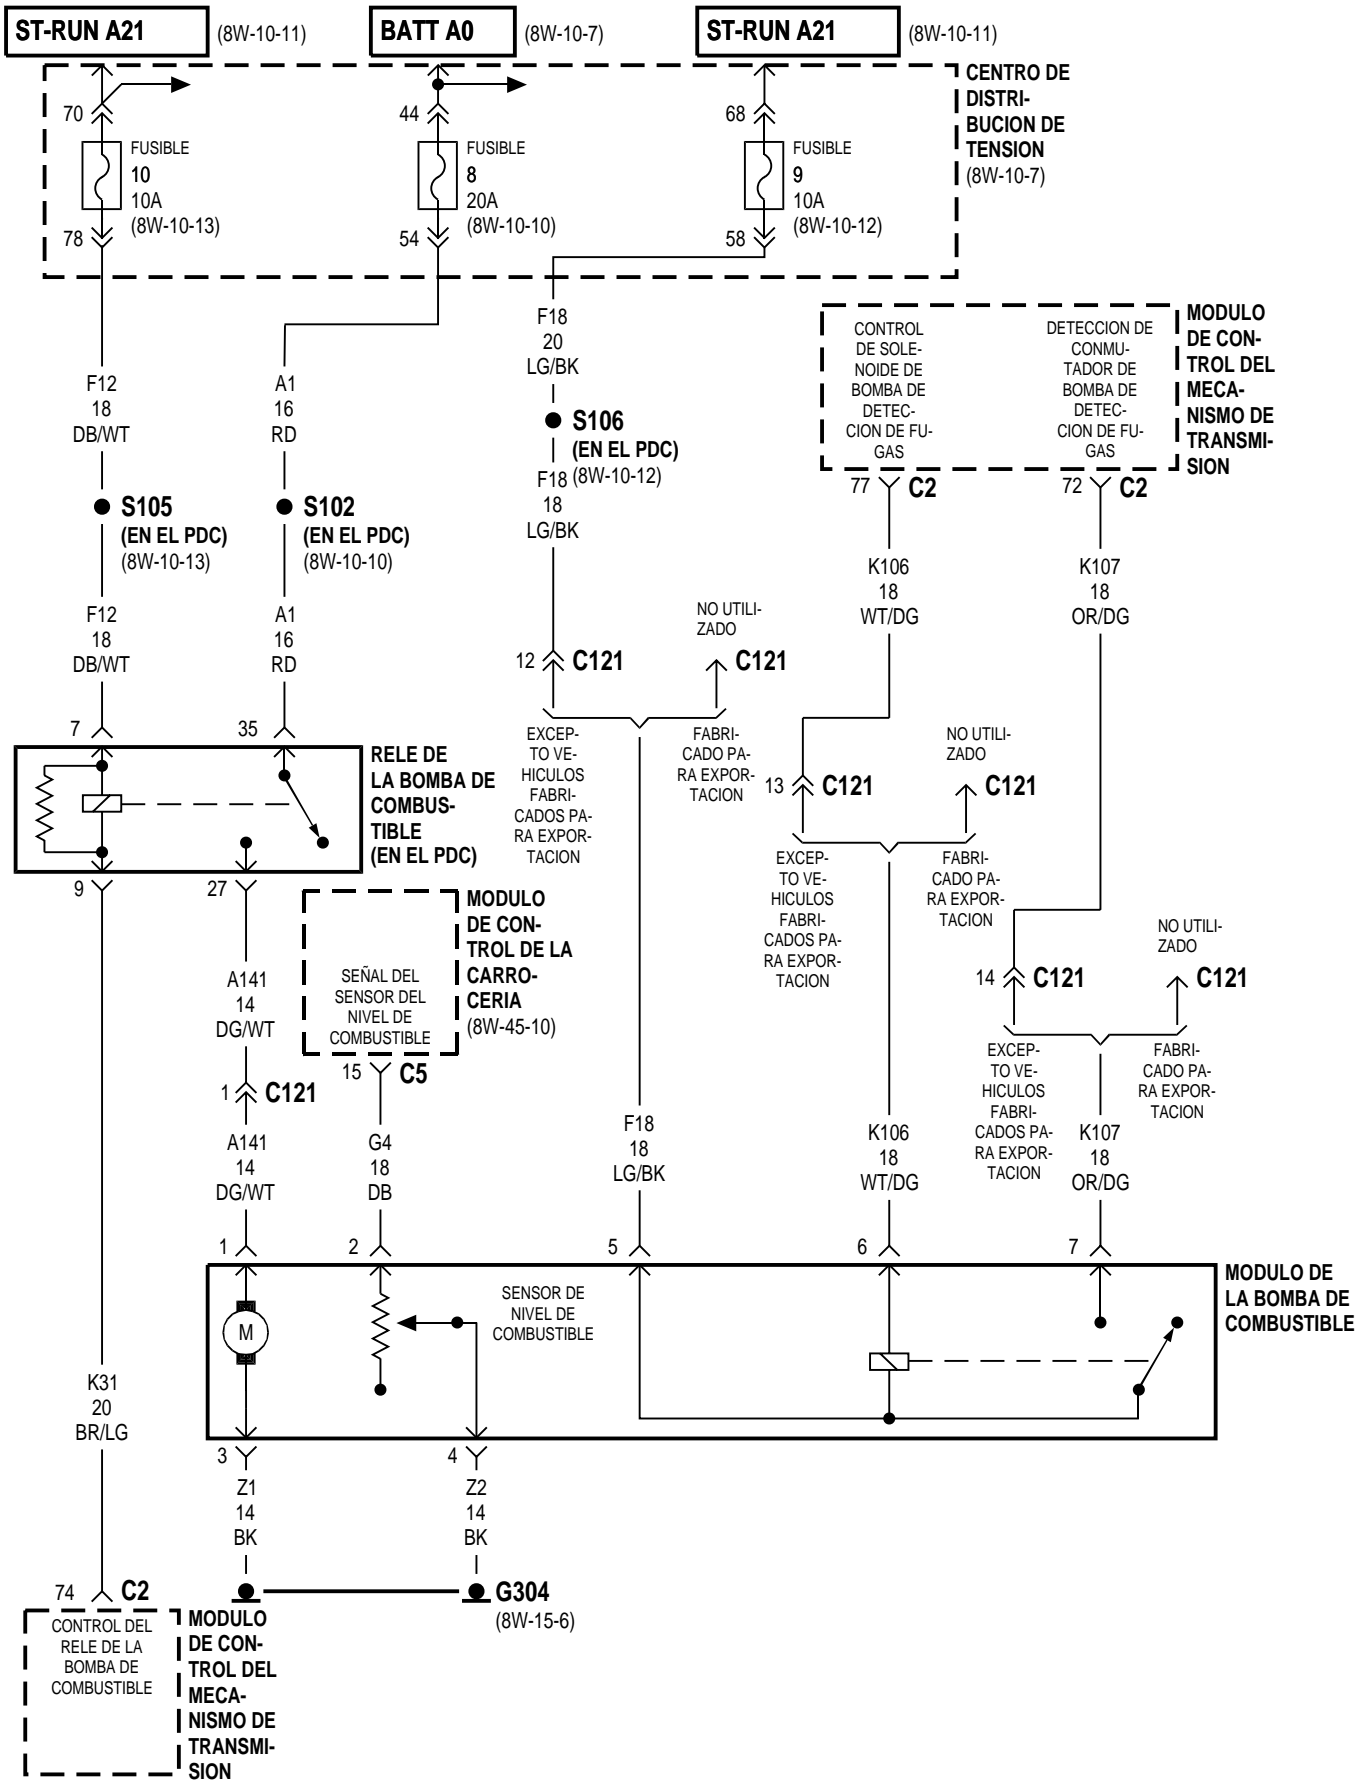 ST-RUN A21 (8W-10-11)
BATT A0 (8W-10-7)
ST-RUN A21 (8W-10-11)
CENTRO DE
DISTRI-
BUCION DE
TENSION
(8W-10-7)
70
FUSIBLE
10
10A
(8W-10-13)
78
44
FUSIBLE
8
20A
(8W-10-10)
54
68
FUSIBLE
9
10A
(8W-10-12)
58
F12
18
DB/WT
S105
(EN EL PDC)
(8W-10-13)
F12
18
DB/WT
7
A1
16
RD
S102
(EN EL PDC)
(8W-10-10)
A1
16
RD
35
F18
20
LG/BK
S106
(EN EL PDC)
(8W-10-12)
F18
18
LG/BK
12
C121
EXCEP-
TO VE-
HICULOS
FABRI-
CADOS PA-
RA EXPOR-
TACION
NO UTILI-
ZADO
C121
FABRI-
CADO PA-
RA EXPOR-
TACION
CONTROL
DE SOLE-
NOIDE DE
BOMBA DE
DETEC-
CION DE FU-
GAS
DETECCION DE
CONMU-
TADOR DE
BOMBA DE
DETEC-
CION DE FU-
GAS
MODULO
DE CON-
TROL DEL
MECA-
NISMO DE
TRANSMI-
SION
77
C2
72
C2
K106
18
WT/DG
K107
18
OR/DG
13
C121
EXCEP-
TO VE-
HICULOS
FABRI-
CADOS PA-
RA EXPOR-
TACION
NO UTILI-
ZADO
C121
FABRI-
CADO PA-
RA EXPOR-
TACION
14
C121
EXCEP-
TO VE-
HICULOS
FABRI-
CADOS PA-
RA EXPOR-
TACION
NO UTILI-
ZADO
C121
FABRI-
CADO PA-
RA EXPOR-
TACION
RELE DE
LA BOMBA DE
COMBUS-
TIBLE
(EN EL PDC)
9
27
A141
14
DG/WT
1
C121
A141
14
DG/WT
SEÑAL DEL
SENSOR DEL
NIVEL DE
COMBUSTIBLE
MODULO
DE CON-
TROL DE LA
CARRO-
CERIA
(8W-45-10)
15
C5
G4
18
DB
F18
18
LG/BK
K106
18
WT/DG
K107
18
OR/DG
1
2
5
6
7
M
SENSOR DE
NIVEL DE
COMBUSTIBLE
MODULO DE
LA BOMBA DE
COMBUSTIBLE
3
4
Z1
14
BK
Z2
14
BK
G304
(8W-15-6)
K31
20
BR/LG
74
C2
CONTROL DEL
RELE DE LA
BOMBA DE
COMBUSTIBLE
MODULO
DE CON-
TROL DEL
MECA-
NISMO DE
TRANSMI-
SION